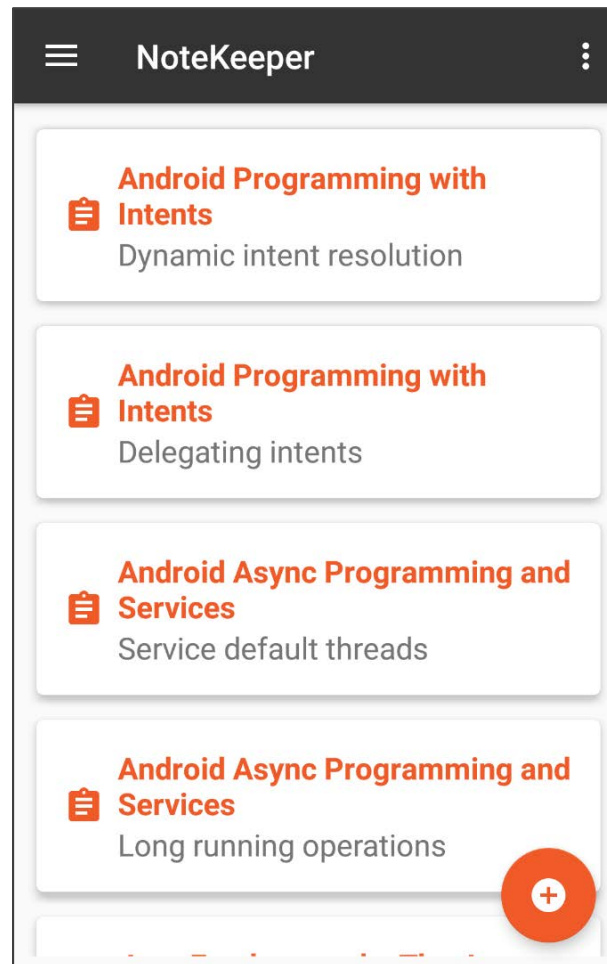 NoteKeeper
Android Programming with
Intents
Dynamic intent resolution
Android Programming with
Intents
Delegating intents
Android Async Programming and
Services
Service default threads
Android Async Programming and
Services
Long running operations